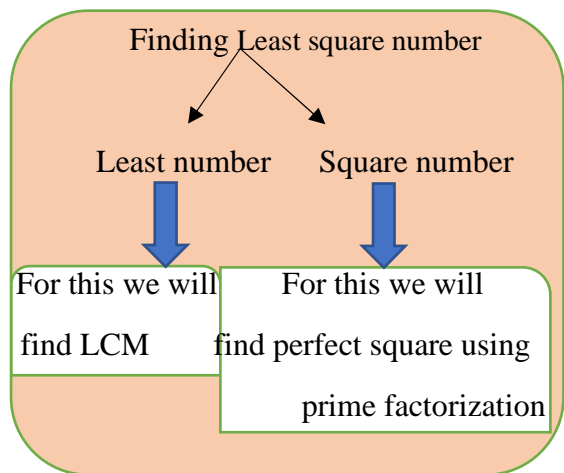 Finding Least square number
Least number
Square number
For this we will
find LCM
For this we will
find perfect square using
prime factorization